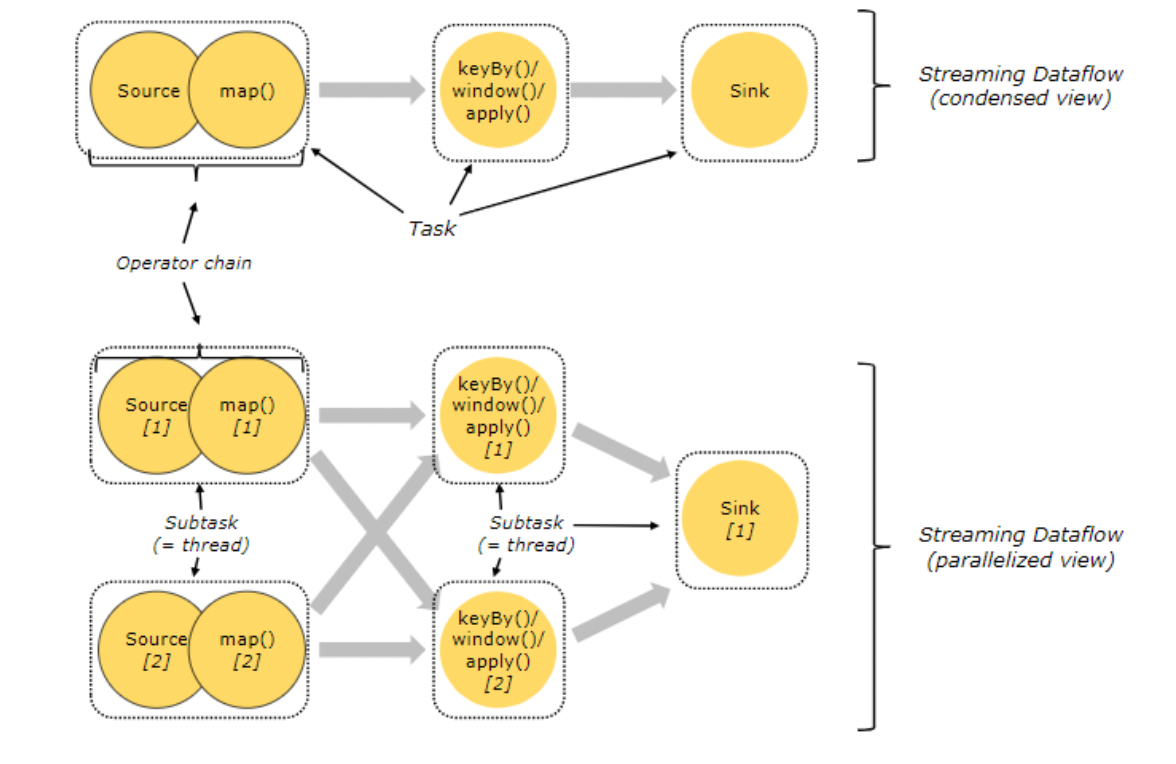 Source
map()
keyBy()/
window()/
apply()
Sink
Streaming Dataflow
(condensed view)
Task
Operator chain
Source
[1]
map()
[1]
keyBy()/
window()/
apply()
[1]
Subtask
(= thread)
Subtask
(= thread)
Sink
[1]
Streaming Dataflow
(parallelized view)
Source
[2]
map()
[2]
keyBy()/
window()/
apply()
[2]